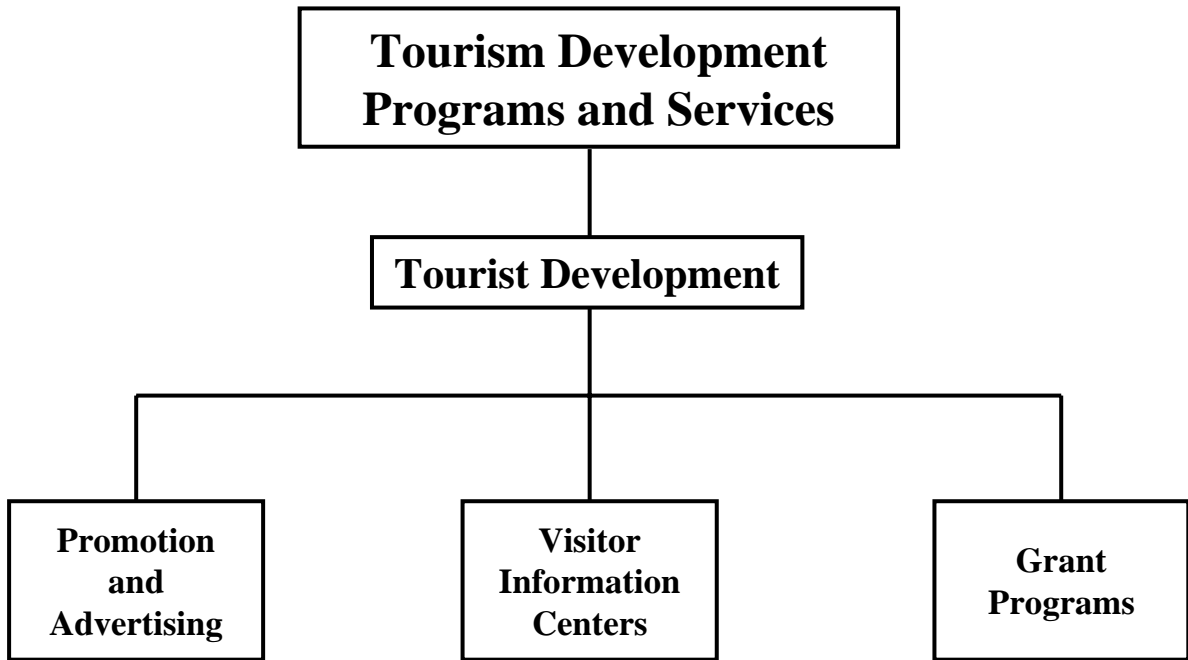 Tourism Development
Programs and Services
Tourist Development
Promotion
and
Advertising
Visitor
Information
Centers
Grant
Programs